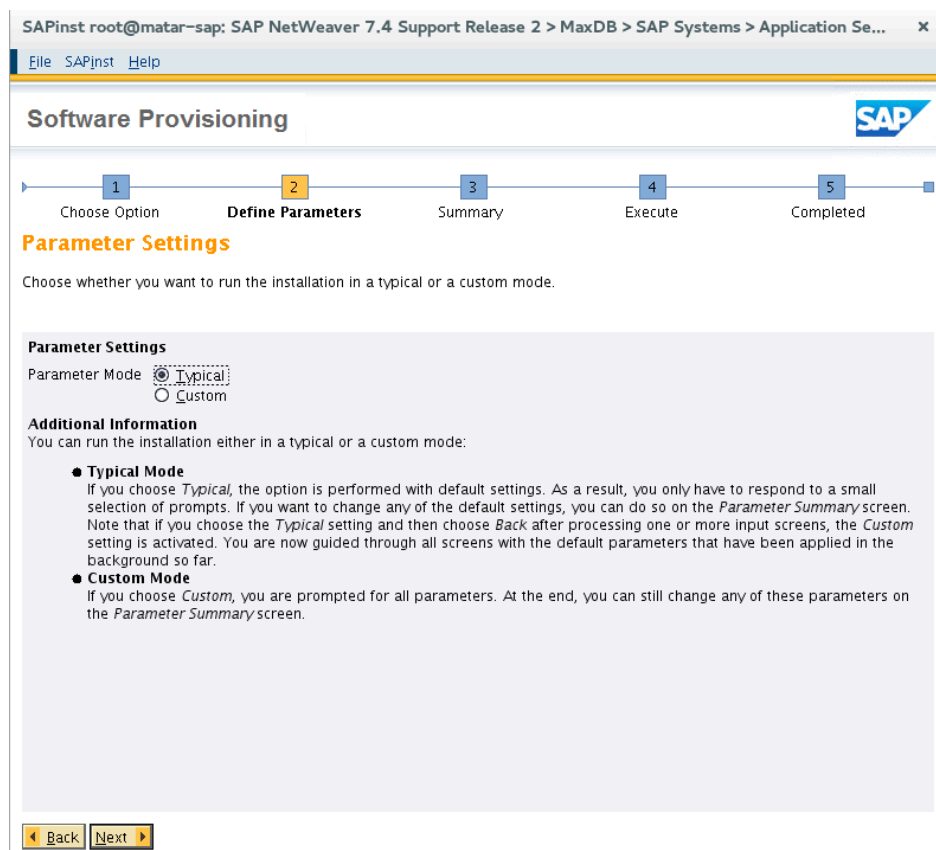 SAPinst root@matar-sap: SAP NetWeaver 7.4 Support Release 2 > MaxDB > SAP Systems > Application Se... ×
File SAPinst Help
Software Provisioning
SAP
1 2 3 4 5
Choose Option Define Parameters Summary Execute Completed
Parameter Settings
Choose whether you want to run the installation in a typical or a custom mode.
Parameter Settings
Parameter Mode Typical
Custom
Additional Information
You can run the installation either in a typical or a custom mode:
Typical Mode
If you choose Typical, the option is performed with default settings. As a result, you only have to respond to a small
selection of prompts. If you want to change any of the default settings, you can do so on the Parameter Summary screen.
Note that if you choose the Typical setting and then choose Back after processing one or more input screens, the Custom
setting is activated. You are now guided through all screens with the default parameters that have been applied in the
background so far.
Custom Mode
If you choose Custom, you are prompted for all parameters. At the end, you can still change any of these parameters on
the Parameter Summary screen.
Back Next